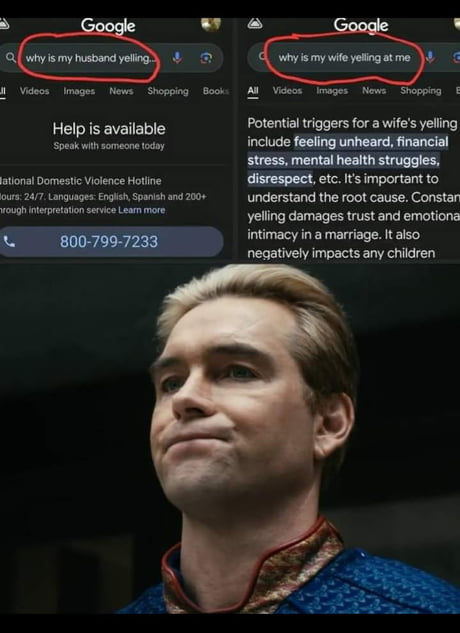 Google
why is my husband yelling...
Videos Images News Shopping Books
Help is available
Speak with someone today
National Domestic Violence Hotline
Hours: 24/7. Languages: English, Spanish and 200+
through interpretation service Learn more
800-799-7233
Google
why is my wife yelling at me
All Videos Images News Shopping
Potential triggers for a wife's yelling
include feeling unheard, financial
stress, mental health struggles,
disrespect, etc. It's important to
understand the root cause. Constan
yelling damages trust and emotiona
intimacy in a marriage. It also
negatively impacts any children